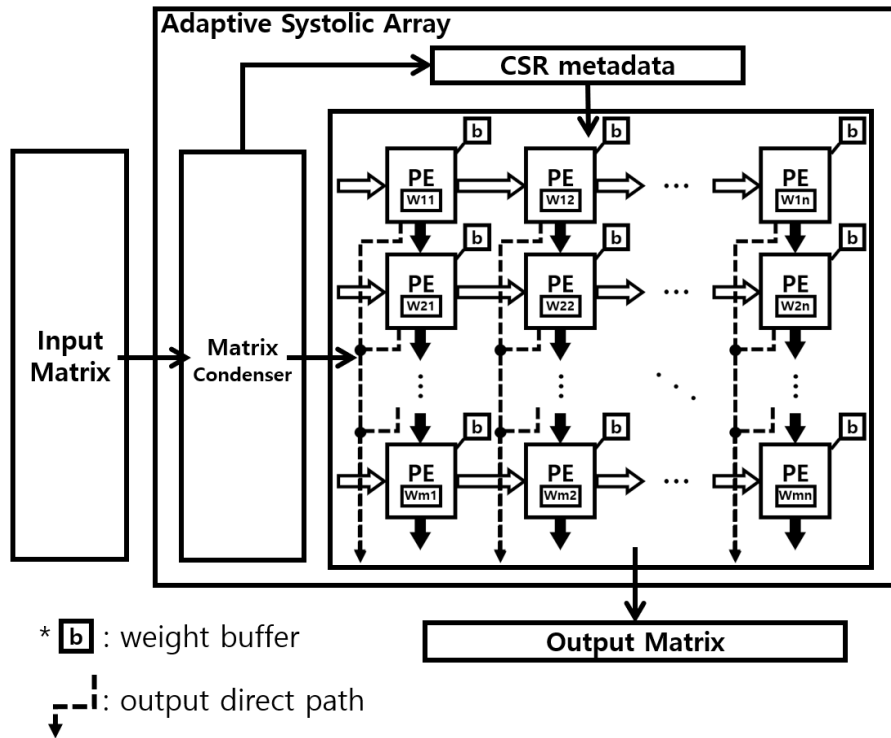 Adaptive Systolic Array
CSR metadata
b b b
PE PE ... PE
W11 W12 W1n
b b b
PE PE ... PE
W21 W22 W2n
Input
Matrix
Matrix
Condenser
b b b
PE PE ... PE
Wm1 Wm2 Wmn
* b : weight buffer
Output Matrix
: output direct path